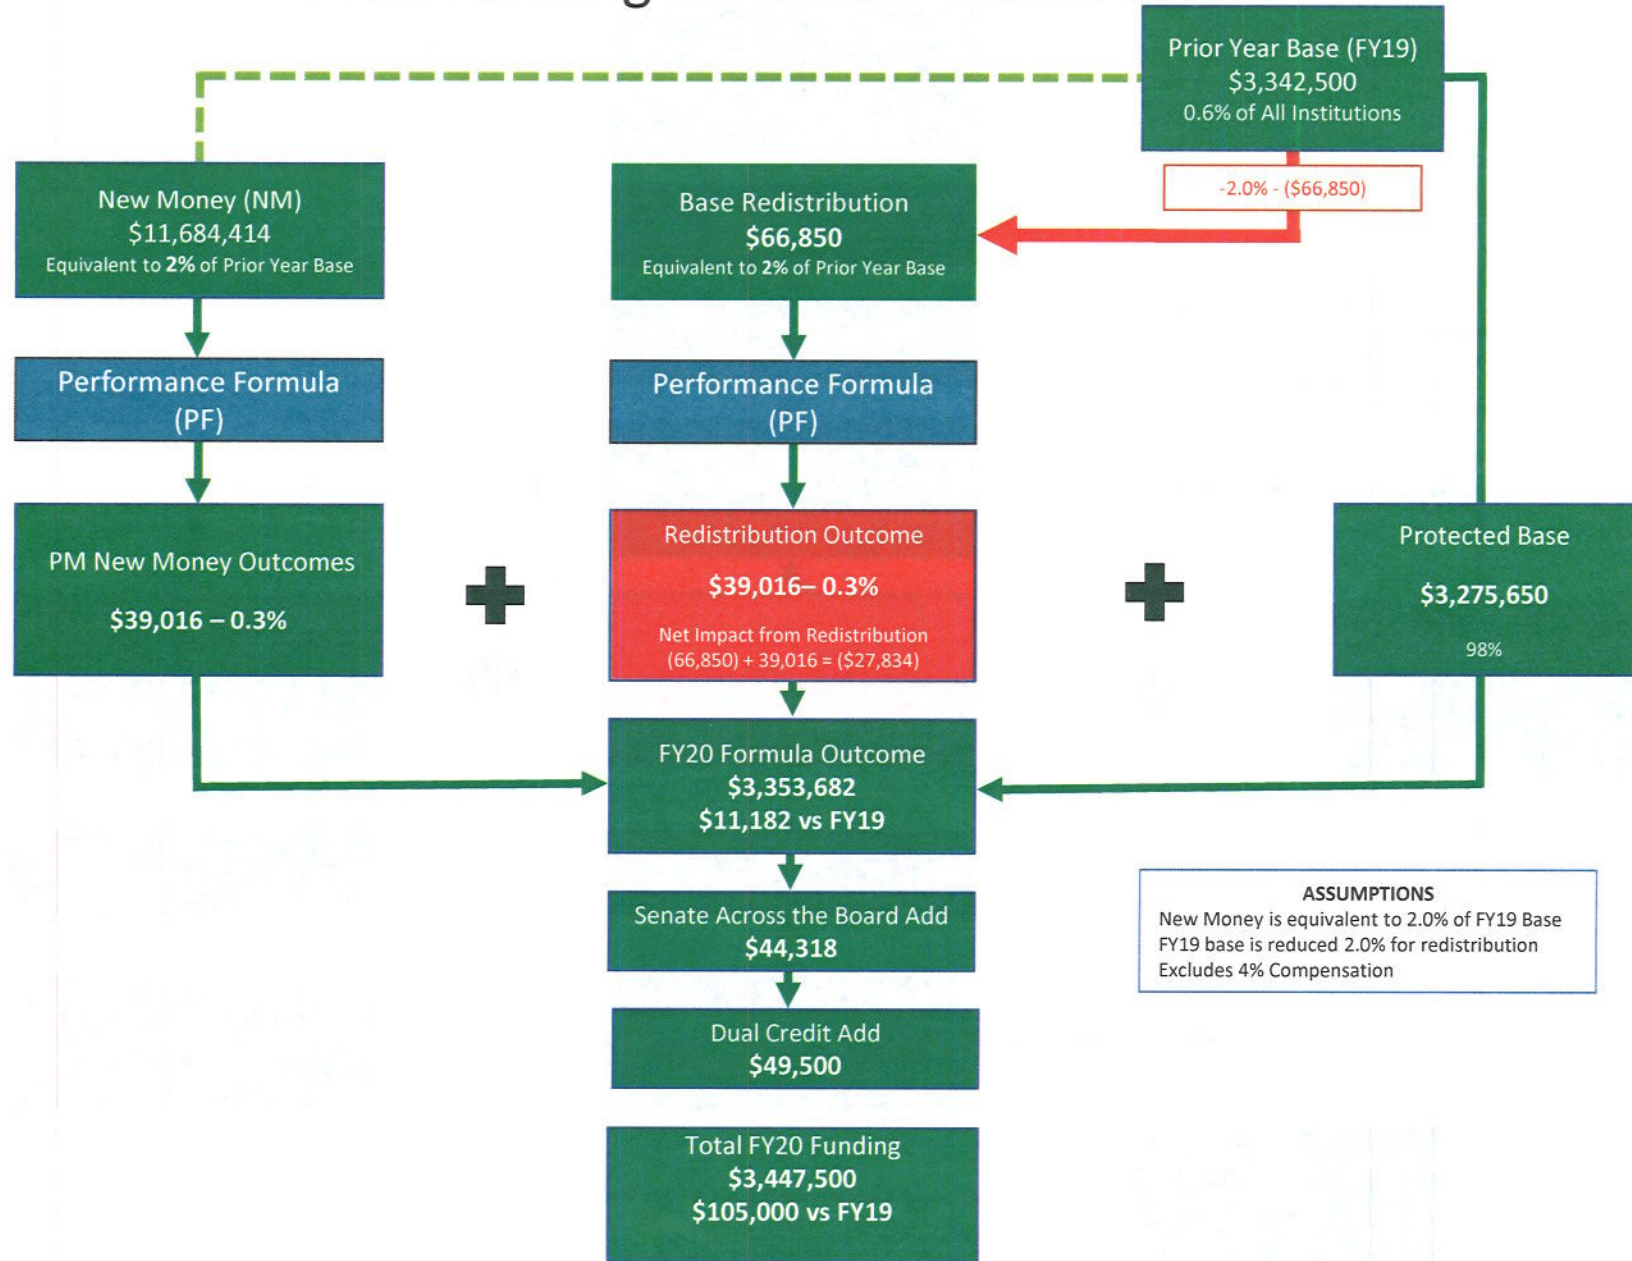 Prior Year Base (FY19)
$3,342,500
0.6% of All Institutions
-2.0% - ($66,850)
New Money (NM)
$11,684,414
Equivalent to 2% of Prior Year Base
Base Redistribution
$66,850
Equivalent to 2% of Prior Year Base
Performance Formula
(PF)
Performance Formula
(PF)
PM New Money Outcomes
$39,016 – 0.3%
Redistribution Outcome
$39,016– 0.3%
Net Impact from Redistribution
(66,850) + 39,016 = ($27,834)
Protected Base
$3,275,650
98%
FY20 Formula Outcome
$3,353,682
$11,182 vs FY19
Senate Across the Board Add
$44,318
Dual Credit Add
$49,500
Total FY20 Funding
$3,447,500
$105,000 vs FY19
ASSUMPTIONS
New Money is equivalent to 2.0% of FY19 Base
FY19 base is reduced 2.0% for redistribution
Excludes 4% Compensation